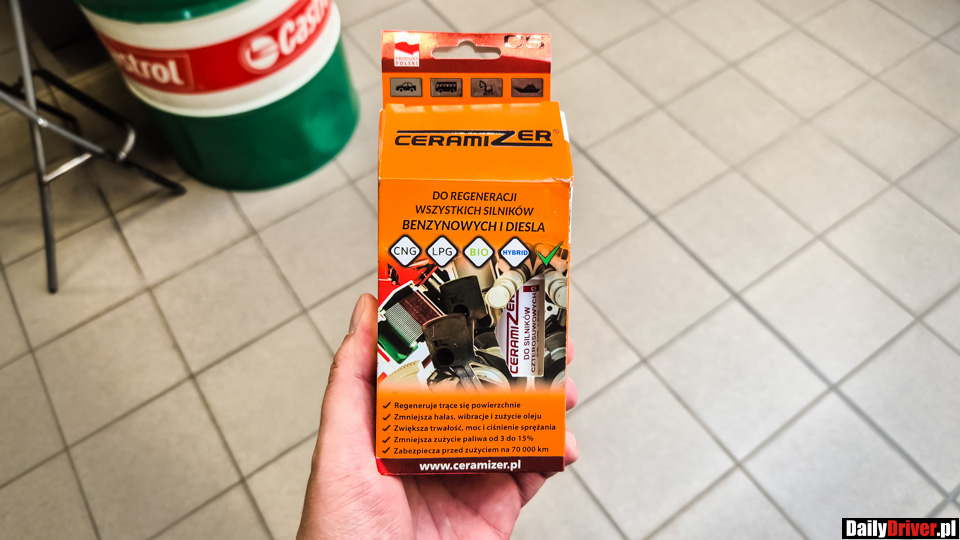 Castrol
PRODUKT POLSKI
CS
CERAMIZER®
DO REGENERACJI
WSZYSTKICH SILNIKÓW
BENZYNOWYCH I DIESLA
CNG
LPG
BIO
HYBRID
CERAMIZER
DO SILNIKÓW
CZTEROSUWOWYCH
Regeneruje trące się powierzchnie
Zmniejsza hałas, wibracje i zużycie oleju
Zwiększa trwałość, moc i ciśnienie sprężania
Zmniejsza zużycie paliwa od 3 do 15%
Zabezpiecza przed zużyciem na 70 000 km
www.ceramizer.pl
DailyDriver.pl